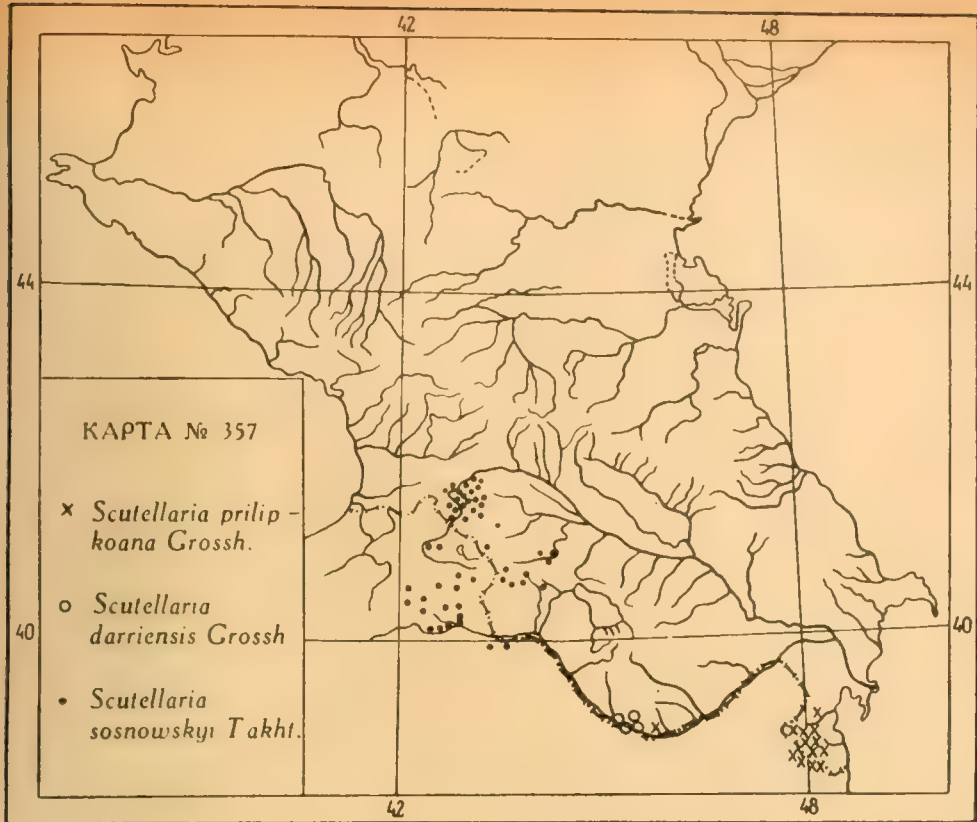 42
48
44
44
КАРТА № 357
× Scutellaria prilip -
koana Grossh.
○ Scutellaria
darriensis Grossh
• Scutellaria
sosnowskyi Takht.
40
40
42
48